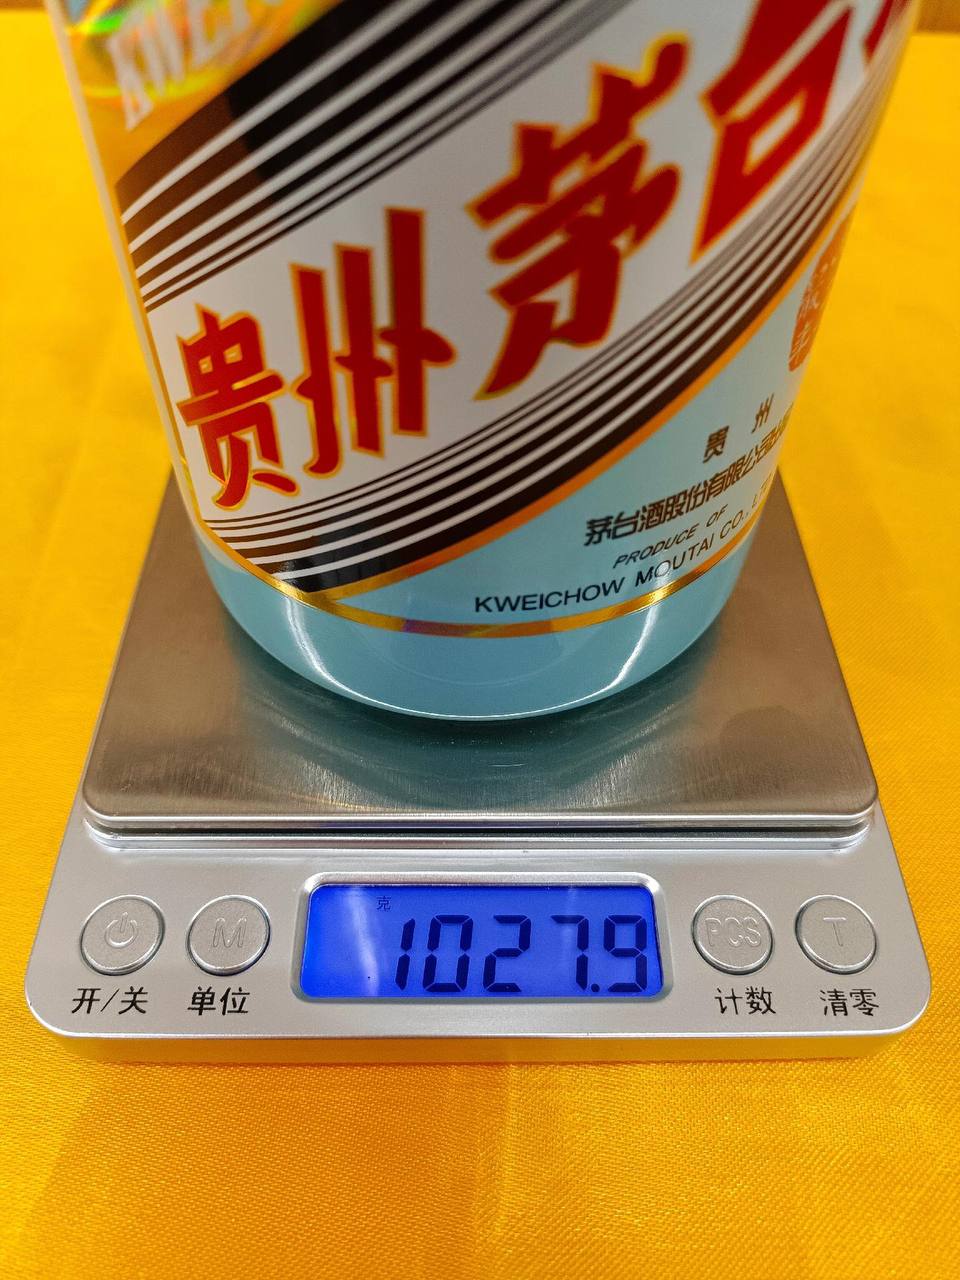 贵州茅台
贵州
茅台酒股份有限公司
PRODUCE OF
KWEICHOW MOUTAI CO., LT
克
1027.9
M
PCS
T
开/关
单位
计数
清零